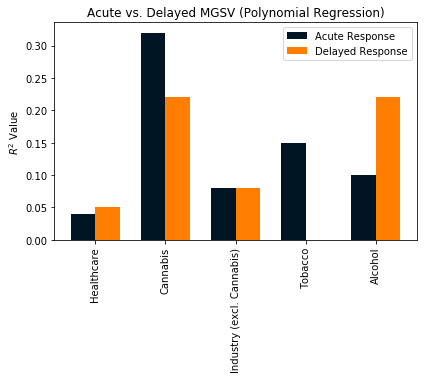 Acute vs. Delayed MGSV (Polynomial Regression)
Acute Response
Delayed Response
R² Value
0.30
0.25
0.20
0.15
0.10
0.05
0.00
Healthcare
Cannabis
Industry (excl. Cannabis)
Tobacco
Alcohol